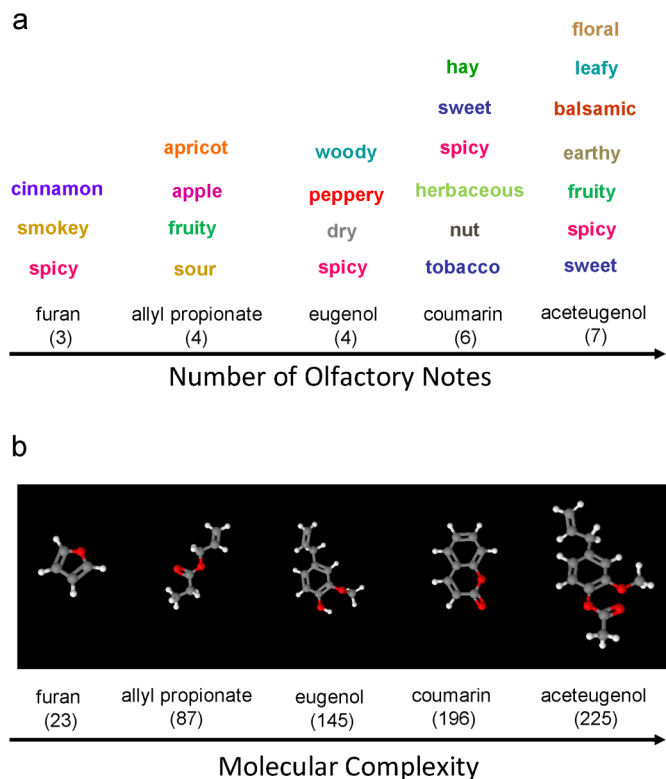 a
floral
hay leafy
sweet balsamic
apricot woody spicy earthy
cinnamon apple peppery herbaceous fruity
smokey fruity dry nut spicy
spicy sour spicy tobacco sweet
furan allyl propionate eugenol coumarin aceteugenol
(3) (4) (4) (6) (7)
Number of Olfactory Notes
b
furan allyl propionate eugenol coumarin aceteugenol
(23) (87) (145) (196) (225)
Molecular Complexity